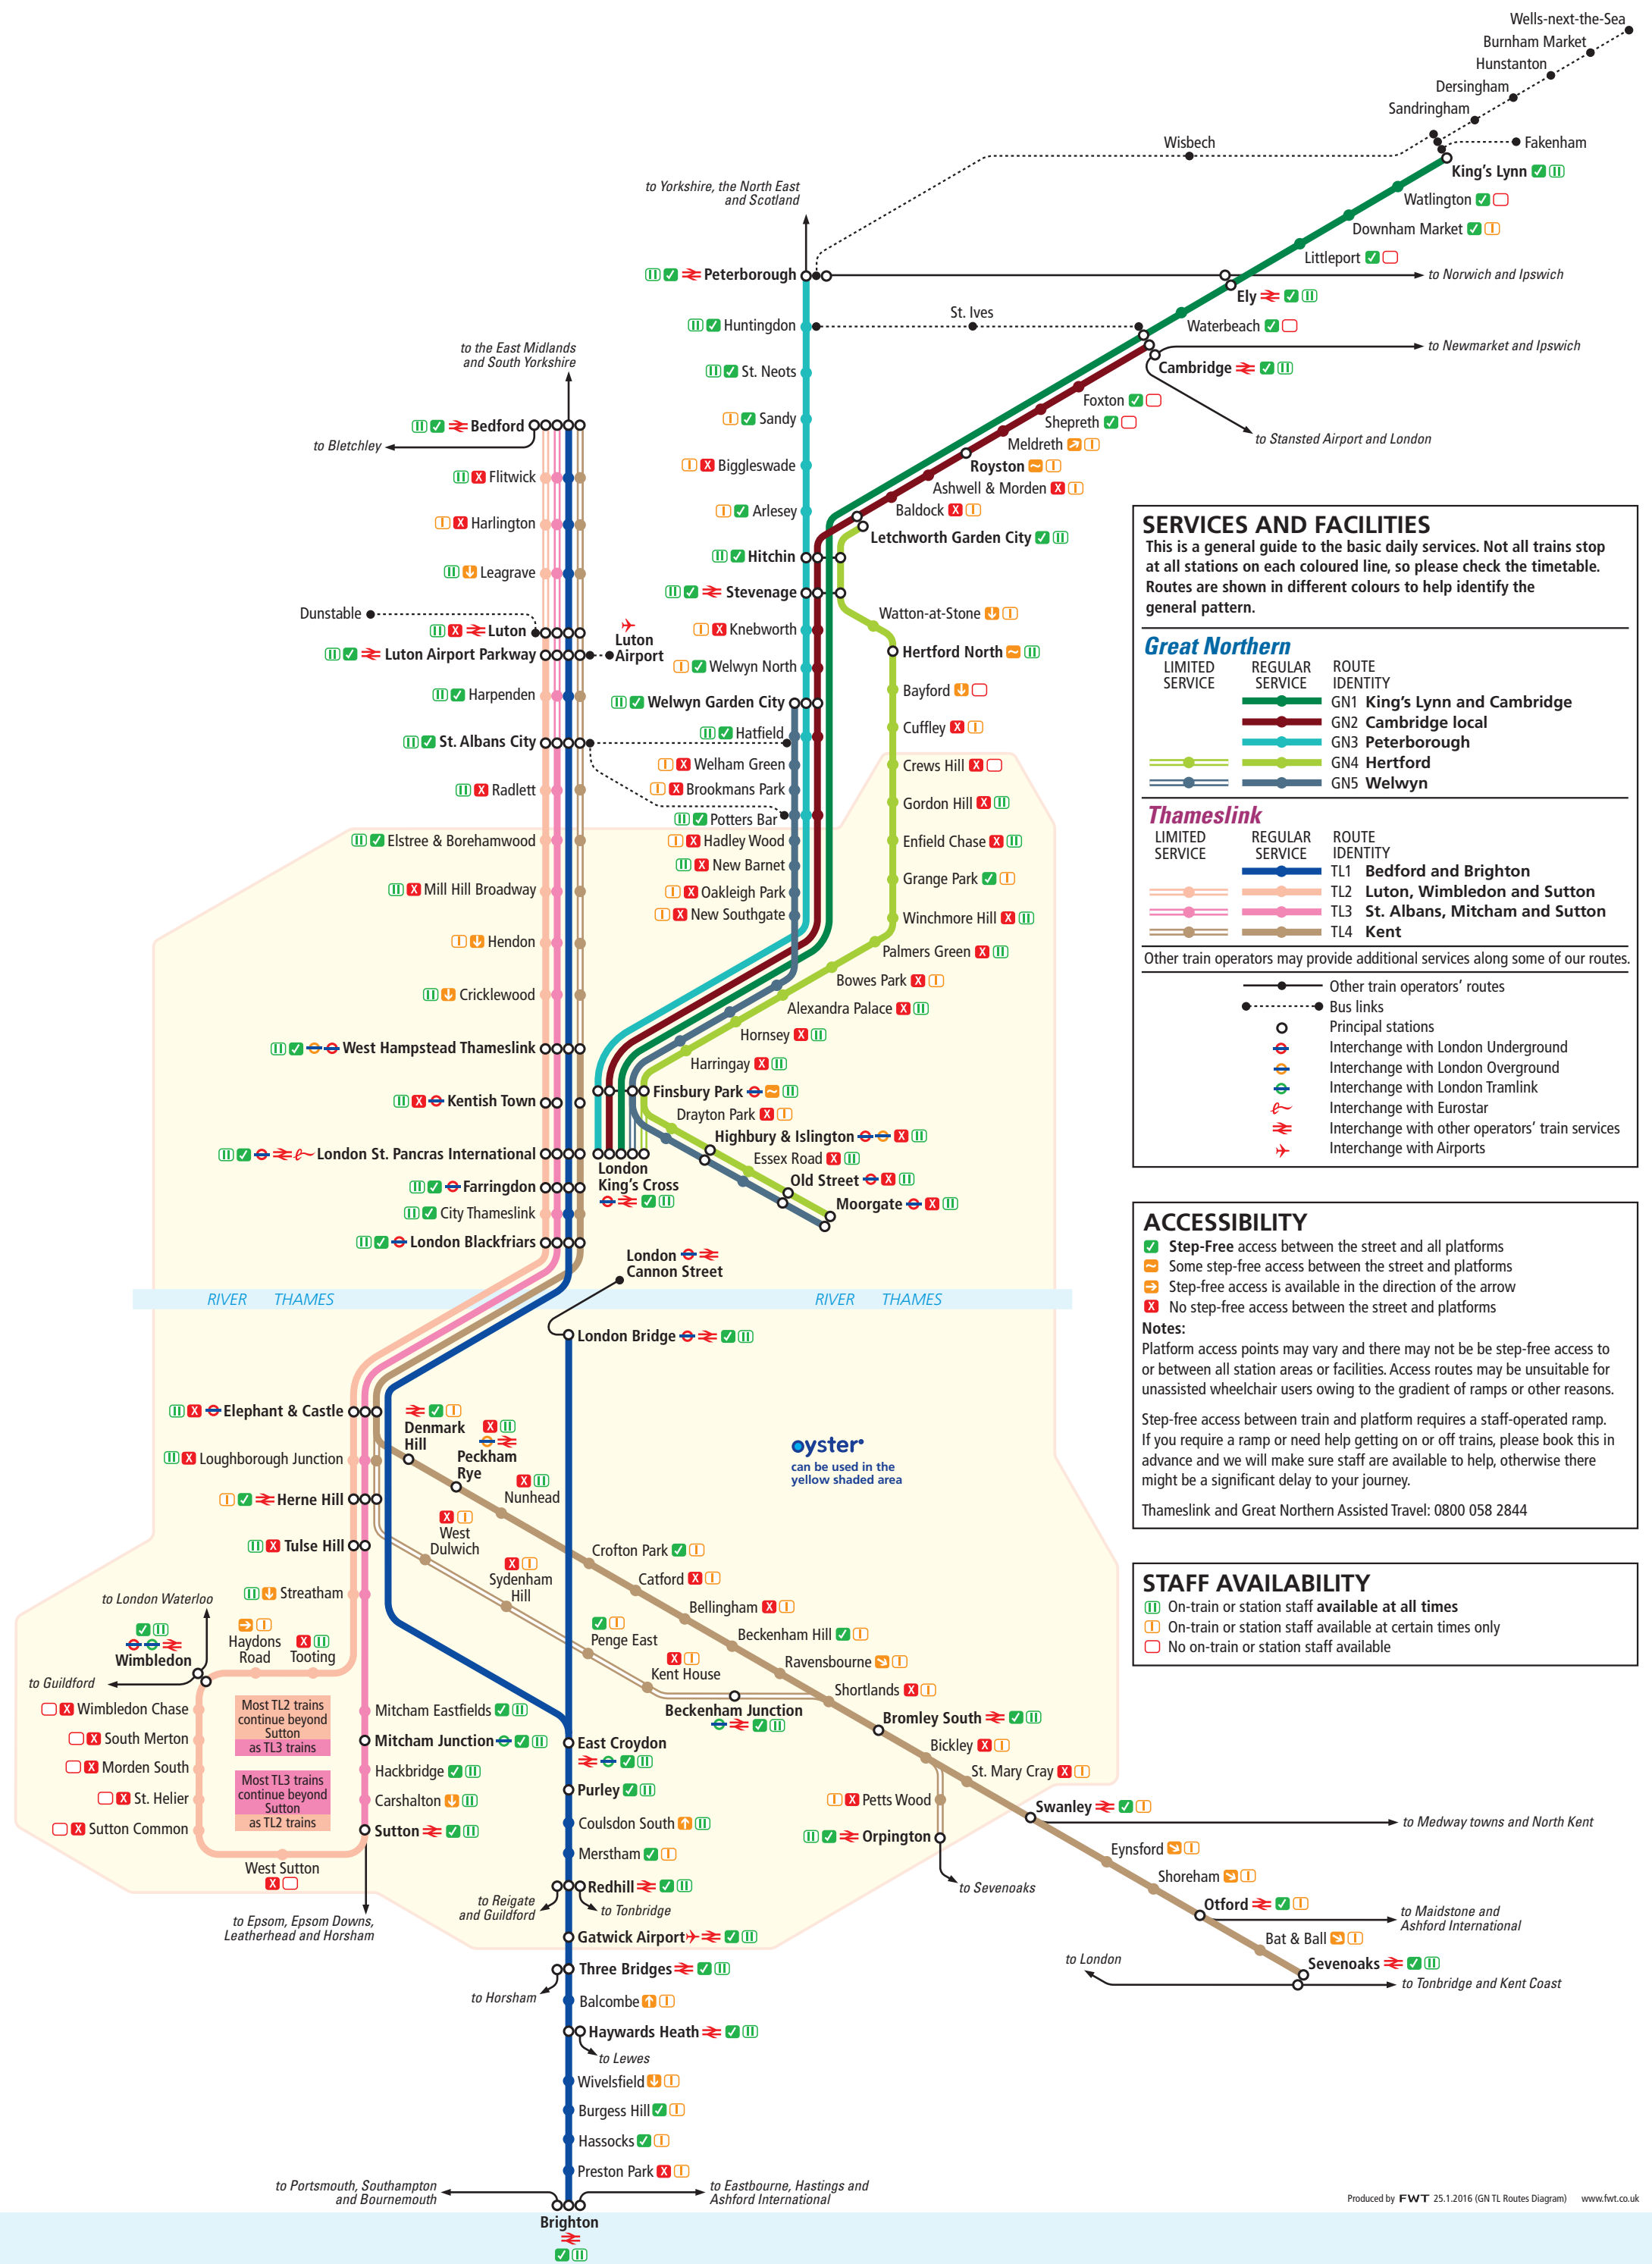 Wells-next-the-Sea
Burnham Market
Hunstanton
Dersingham
Sandringham
Wisbech
Fakenham
King's Lynn
to Yorkshire, the North East
and Scotland
Watlington
Downham Market
Littleport
Peterborough
to Norwich and Ipswich
Ely
Huntingdon
St. Ives
Waterbeach
to the East Midlands
and South Yorkshire
to Newmarket and Ipswich
Cambridge
St. Neots
Foxton
Sandy
Shepreth
Bedford
to Bletchley
Meldreth
to Stansted Airport and London
Biggleswade
Royston
Flitwick
Ashwell & Morden
Arlesey
Baldock
Harlington
Letchworth Garden City
Hitchin
Leagrave
Stevenage
Dunstable
Watton-at-Stone
Luton
Knebworth
Luton
Airport
Luton Airport Parkway
Hertford North
Welwyn North
Harpenden
Bayford
Welwyn Garden City
Cuffley
Hatfield
St. Albans City
Welham Green
Crews Hill
Radlett
Brookmans Park
Gordon Hill
Potters Bar
Elstree & Borehamwood
Hadley Wood
Enfield Chase
New Barnet
Grange Park
Mill Hill Broadway
Oakleigh Park
New Southgate
Winchmore Hill
Hendon
Palmers Green
Bowes Park
Cricklewood
Alexandra Palace
Hornsey
West Hampstead Thameslink
Harringay
Finsbury Park
Kentish Town
Drayton Park
Highbury & Islington
London St. Pancras International
Essex Road
London
King's Cross
Old Street
Farringdon
Moorgate
City Thameslink
London Blackfriars
London
Cannon Street
RIVER THAMES
RIVER THAMES
London Bridge
Elephant & Castle
Denmark
Hill
Peckham
Rye
Loughborough Junction
Nunhead
oyster
can be used in the
yellow shaded area
Herne Hill
West
Dulwich
Tulse Hill
Crofton Park
Sydenham
Hill
Catford
Streatham
Bellingham
to London Waterloo
Penge East
Beckenham Hill
Haydons
Road
Tooting
Wimbledon
Kent House
Ravensbourne
to Guildford
Shortlands
Wimbledon Chase
Most TL2 trains
continue beyond
Sutton
as TL3 trains
Mitcham Eastfields
Beckenham Junction
Bromley South
South Merton
Mitcham Junction
East Croydon
Bickley
Morden South
Hackbridge
St. Mary Cray
Most TL3 trains
continue beyond
Sutton
as TL2 trains
Purley
St. Helier
Carshalton
Petts Wood
Swanley
Coulsdon South
to Medway towns and North Kent
Sutton Common
Sutton
Orpington
Merstham
Eynsford
West Sutton
Shoreham
Redhill
to Sevenoaks
to Reigate
and Guildford
to Tonbridge
Otford
to Maidstone and
Ashford International
to Epsom, Epsom Downs,
Leatherhead and Horsham
Gatwick Airport
Bat & Ball
to London
Three Bridges
Sevenoaks
to Tonbridge and Kent Coast
to Horsham
Balcombe
Haywards Heath
to Lewes
Wivelsfield
Burgess Hill
Hassocks
Preston Park
to Portsmouth, Southampton
and Bournemouth
to Eastbourne, Hastings and
Ashford International
Brighton
SERVICES AND FACILITIES
This is a general guide to the basic daily services. Not all trains stop
at all stations on each coloured line, so please check the timetable.
Routes are shown in different colours to help identify the
general pattern.
Great Northern
LIMITED
SERVICE
REGULAR
SERVICE
ROUTE
IDENTITY
GN1 King's Lynn and Cambridge
GN2 Cambridge local
GN3 Peterborough
GN4 Hertford
GN5 Welwyn
Thameslink
LIMITED
SERVICE
REGULAR
SERVICE
ROUTE
IDENTITY
TL1 Bedford and Brighton
TL2 Luton, Wimbledon and Sutton
TL3 St. Albans, Mitcham and Sutton
TL4 Kent
Other train operators may provide additional services along some of our routes.
Other train operators' routes
Bus links
Principal stations
Interchange with London Underground
Interchange with London Overground
Interchange with London Tramlink
Interchange with Eurostar
Interchange with other operators' train services
Interchange with Airports
ACCESSIBILITY
Step-Free access between the street and all platforms
Some step-free access between the street and platforms
Step-free access is available in the direction of the arrow
X No step-free access between the street and platforms
Notes:
Platform access points may vary and there may not be be step-free access to
or between all station areas or facilities. Access routes may be unsuitable for
unassisted wheelchair users owing to the gradient of ramps or other reasons.
Step-free access between train and platform requires a staff-operated ramp.
If you require a ramp or need help getting on or off trains, please book this in
advance and we will make sure staff are available to help, otherwise there
might be a significant delay to your journey.
Thameslink and Great Northern Assisted Travel: 0800 058 2844
STAFF AVAILABILITY
On-train or station staff available at all times
On-train or station staff available at certain times only
No on-train or station staff available
Produced by FWT 25.1.2016 (GN TL Routes Diagram) www.fwt.co.uk